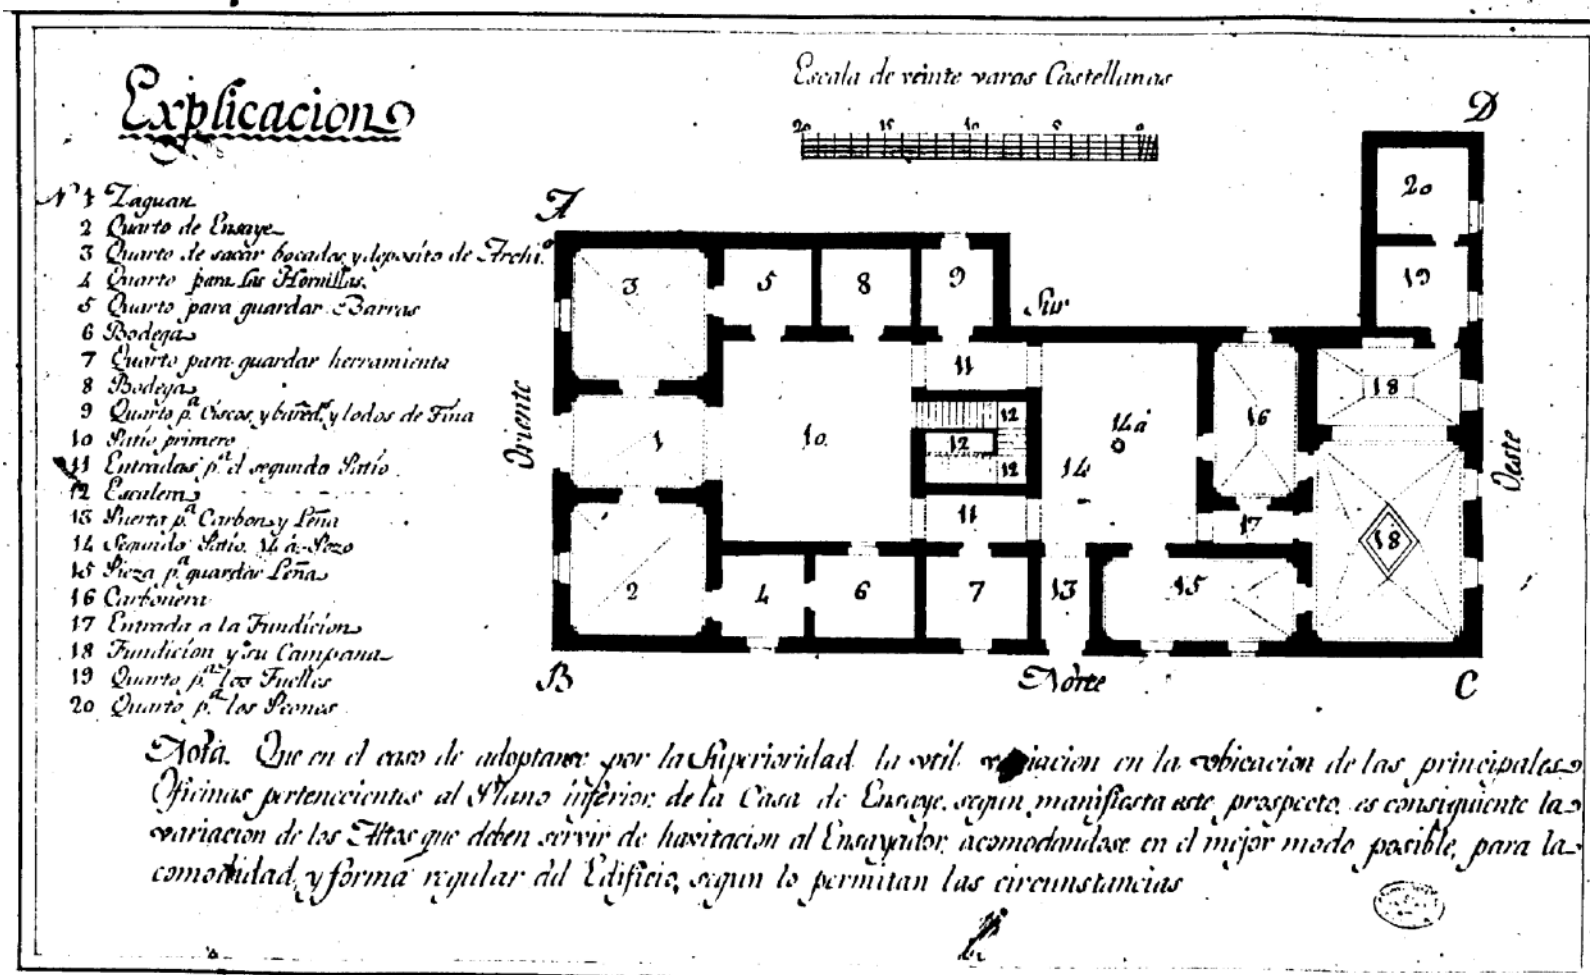 Explicacion
Escala de veinte varas Castellanas
20 15 10 5 0
Nº 1 Zaguan
2 Quarto de Ensaye
3 Quarto de sacar bocados, y deposito de Archiº
4 Quarto para las Hornillas.
5 Quarto para guardar Barras
6 Bodega
7 Quarto para guardar herramienta
8 Bodega
9 Quarto pª Ciscos, y lodos de Tina
10 Patio primero
11 Entradas pª el segundo Patio
12 Escalera
13 Puerta pª Carbon y Leña
14 Segundo Patio. 14 á Pozo
15 Pieza pª guardar Leña
16 Carbonera
17 Entrada a la Fundicion
18 Fundicion y su Campana
19 Quarto pª los Fuelles
20 Quarto pª los Peones
A
D
20
3 5 8 9 19
Sur
11 18
Oriente
1 10 12 14 á 16
12
12 14
Oeste
11 17 18
2 4 6 7 13 15
B
Norte
C
Nota. Que en el caso de adoptarse por la Superioridad la util variacion en la ubicacion de las principales
Oficinas pertenecientes al Plano inferior de la Casa de Ensaye, segun manifiesta este prospecto, es consiguiente la
variacion de los Altos que deben servir de havitacion al Ensayador, acomodandose en el mejor modo posible, para la
comodidad, y forma regular del Edificio, segun lo permitan las circunstancias